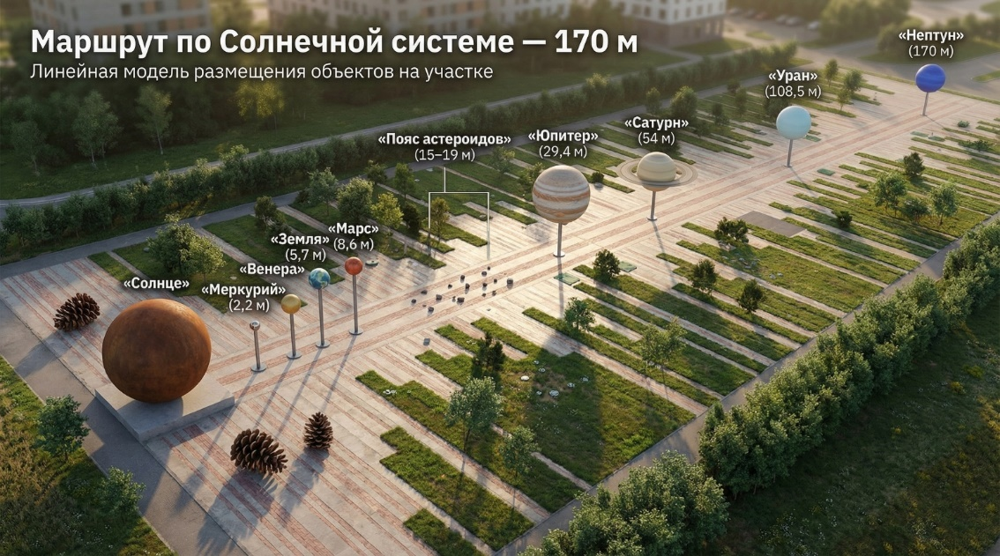 Маршрут по Солнечной системе — 170 м
Линейная модель размещения объектов на участке
«Нептун»
(170 м)
«Уран»
(108,5 м)
«Сатурн»
(54 м)
«Юпитер»
(29,4 м)
«Пояс астероидов»
(15–19 м)
«Марс»
(8,6 м)
«Земля»
(5,7 м)
«Венера»
«Меркурий»
(2,2 м)
«Солнце»